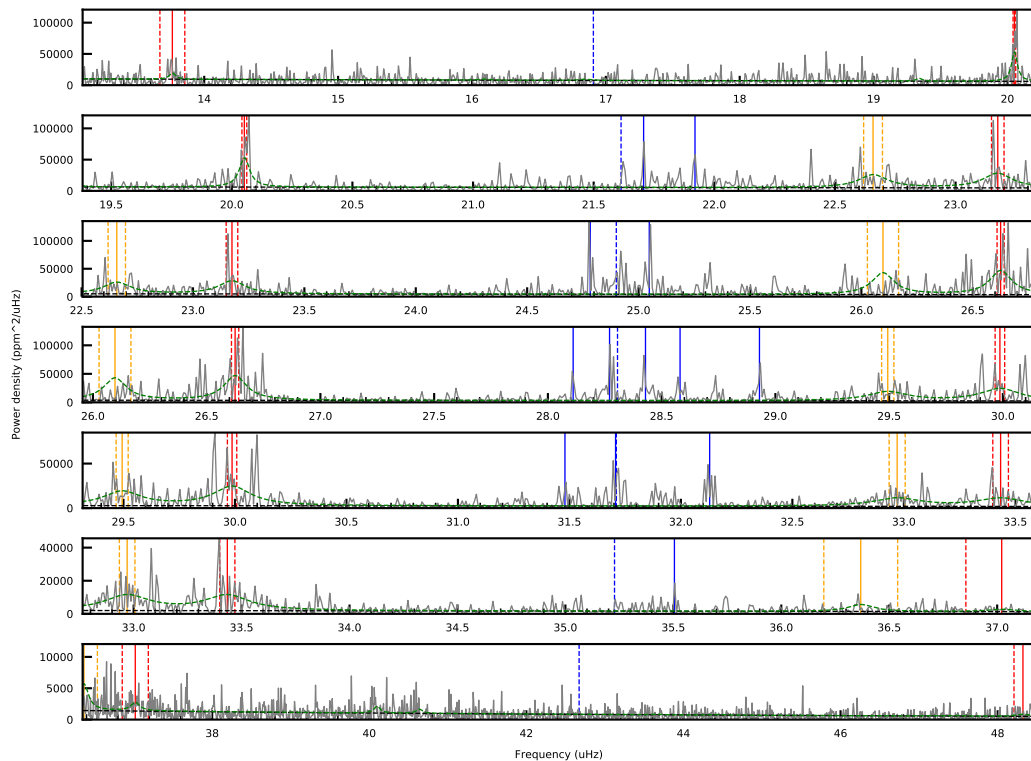 100000
50000
0
14 15 16 17 18 19 20
100000
50000
0
19.5 20.0 20.5 21.0 21.5 22.0 22.5 23.0
100000
50000
0
22.5 23.0 23.5 24.0 24.5 25.0 25.5 26.0 26.5
100000
50000
0
26.0 26.5 27.0 27.5 28.0 28.5 29.0 29.5 30.0
Power density (ppm^2/uHz)
50000
0
29.5 30.0 30.5 31.0 31.5 32.0 32.5 33.0 33.5
40000
20000
0
33.0 33.5 34.0 34.5 35.0 35.5 36.0 36.5 37.0
10000
5000
0
38 40 42 44 46 48
Frequency (uHz)